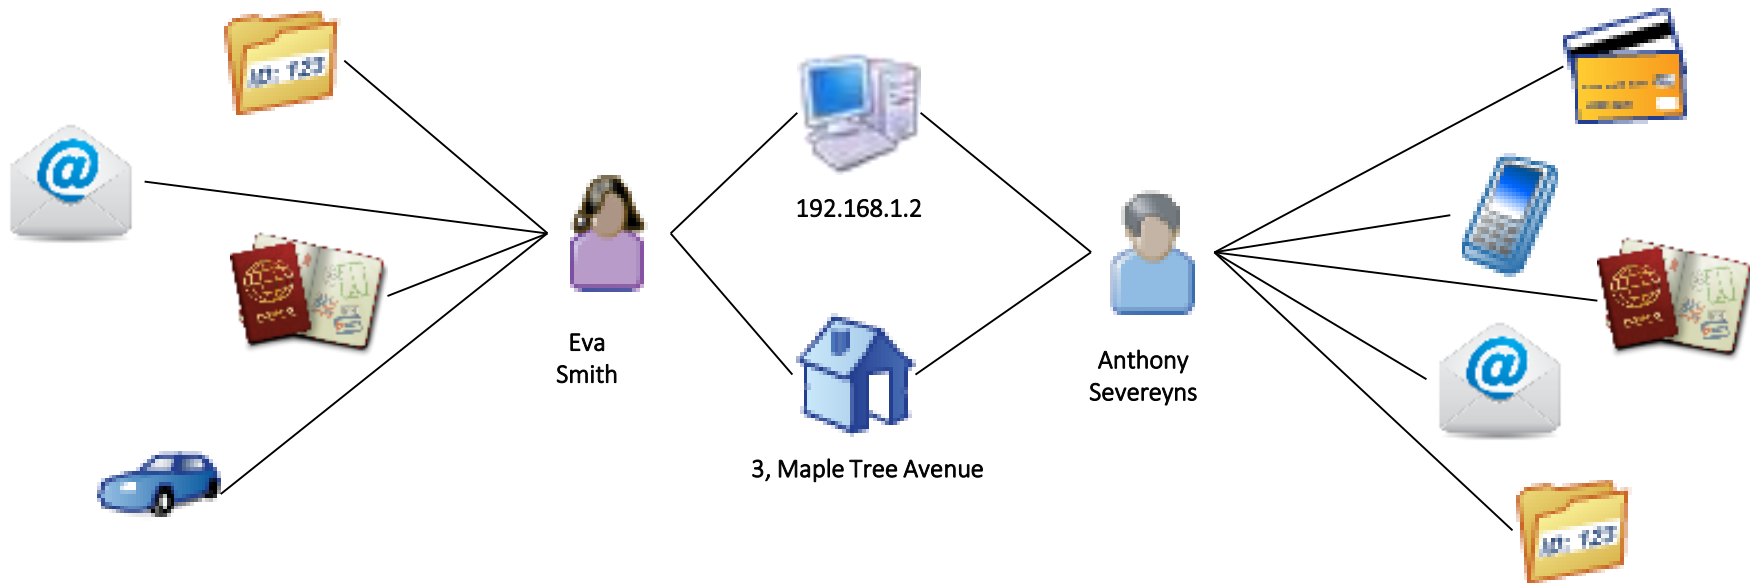 ID: 123
192.168.1.2
Eva
Smith
Anthony
Severeyns
3, Maple Tree Avenue
ID: 123